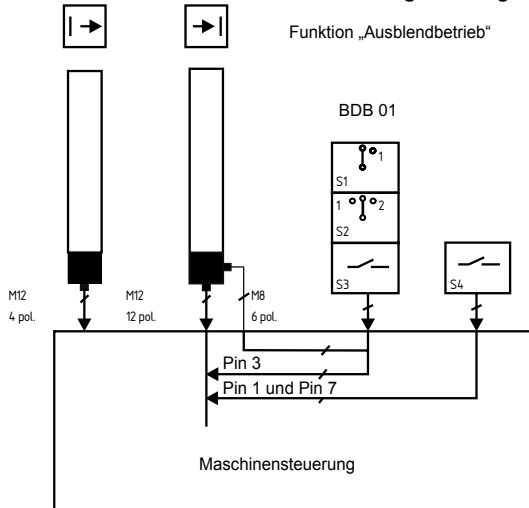 Funktion „Ausblendbetrieb“
BDB 01
1
S1
1 2
S2
S3
S4
M12
4 pol.
M12
12 pol.
M8
6 pol.
Pin 3
Pin 1 und Pin 7
Maschinensteuerung